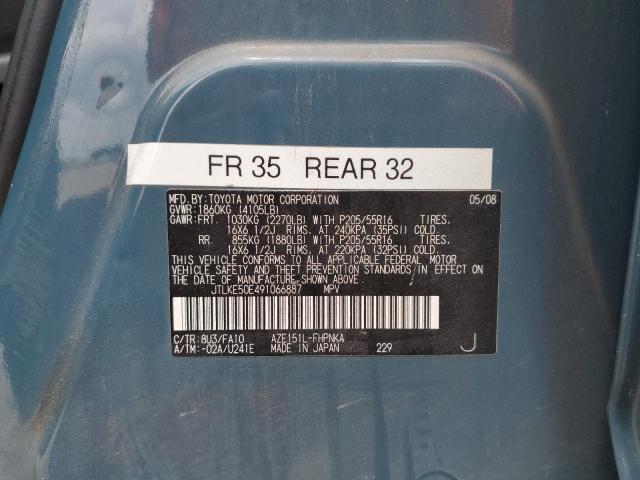 FR 35 REAR 32
MFD. BY: TOYOTA MOTOR CORPORATION 05/08
GVWR: 1860KG (4105LB)
GAWR: FRT. 1030KG (2270LB) WITH P205/55R16 TIRES.
16X6 1/2J RIMS, AT 240KPA (35PSI) COLD.
RR. 855KG (1880LB) WITH P205/55R16 TIRES.
16X6 1/2J RIMS, AT 220KPA (32PSI) COLD.
THIS VEHICLE CONFORMS TO ALL APPLICABLE FEDERAL MOTOR
VEHICLE SAFETY AND THEFT PREVENTION STANDARDS IN EFFECT ON
THE DATE OF MANUFACTURE SHOWN ABOVE.
JTLKE50E491066887 MPV
C/TR: 8U3/FA10 AZE151L-FHPNKA
A/TM: -02A/U241E MADE IN JAPAN 229 J